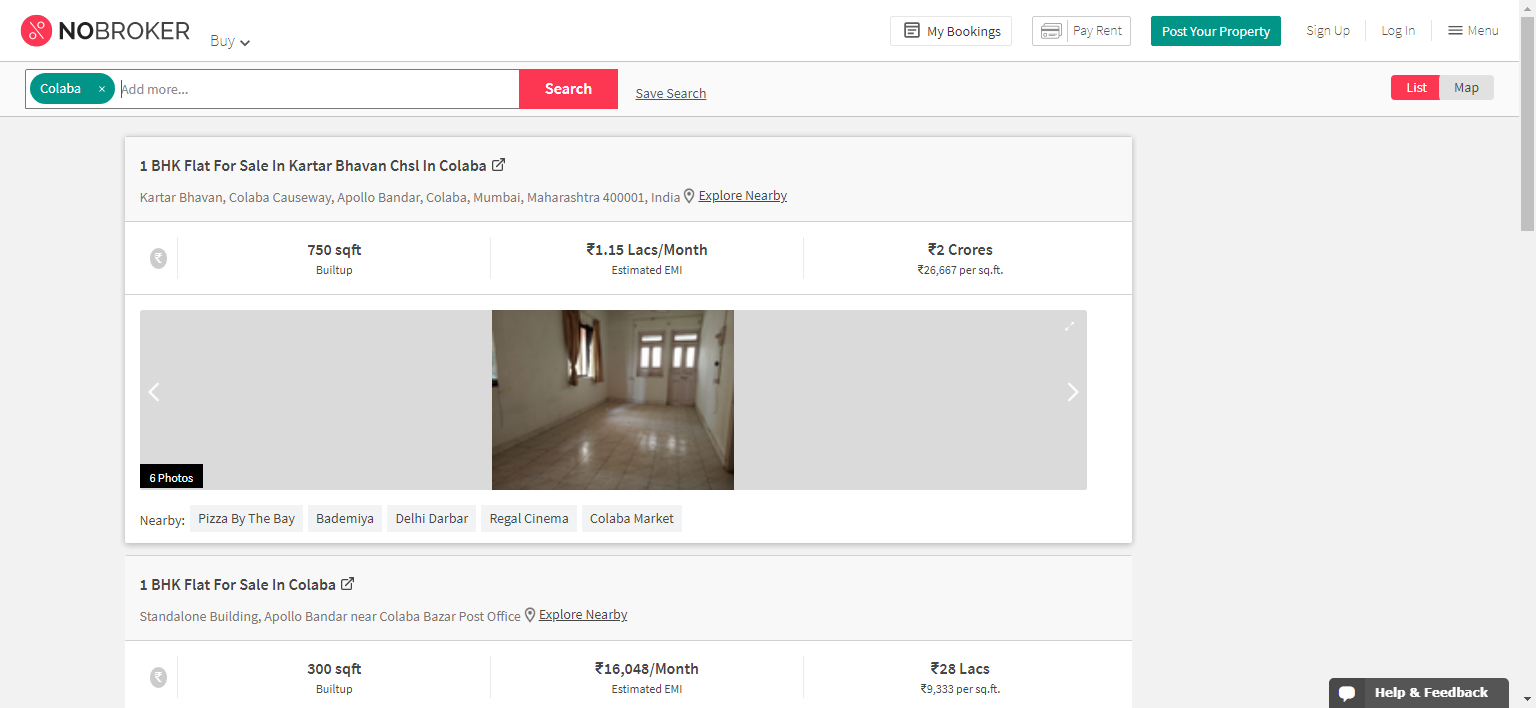 NOBROKER
Buy
My Bookings
Pay Rent
Post Your Property
Sign Up
Log In
Menu
Colaba ×
Add more...
Search
Save Search
List
Map
1 BHK Flat For Sale In Kartar Bhavan Chsl In Colaba
Kartar Bhavan, Colaba Causeway, Apollo Bandar, Colaba, Mumbai, Maharashtra 400001, India Explore Nearby
₹
750 sqft
Builtup
₹1.15 Lacs/Month
Estimated EMI
₹2 Crores
₹26,667 per sq.ft.
6 Photos
Nearby: Pizza By The Bay Bademiya Delhi Darbar Regal Cinema Colaba Market
1 BHK Flat For Sale In Colaba
Standalone Building, Apollo Bandar near Colaba Bazar Post Office Explore Nearby
₹
300 sqft
Builtup
₹16,048/Month
Estimated EMI
₹28 Lacs
₹9,333 per sq.ft.
Help & Feedback